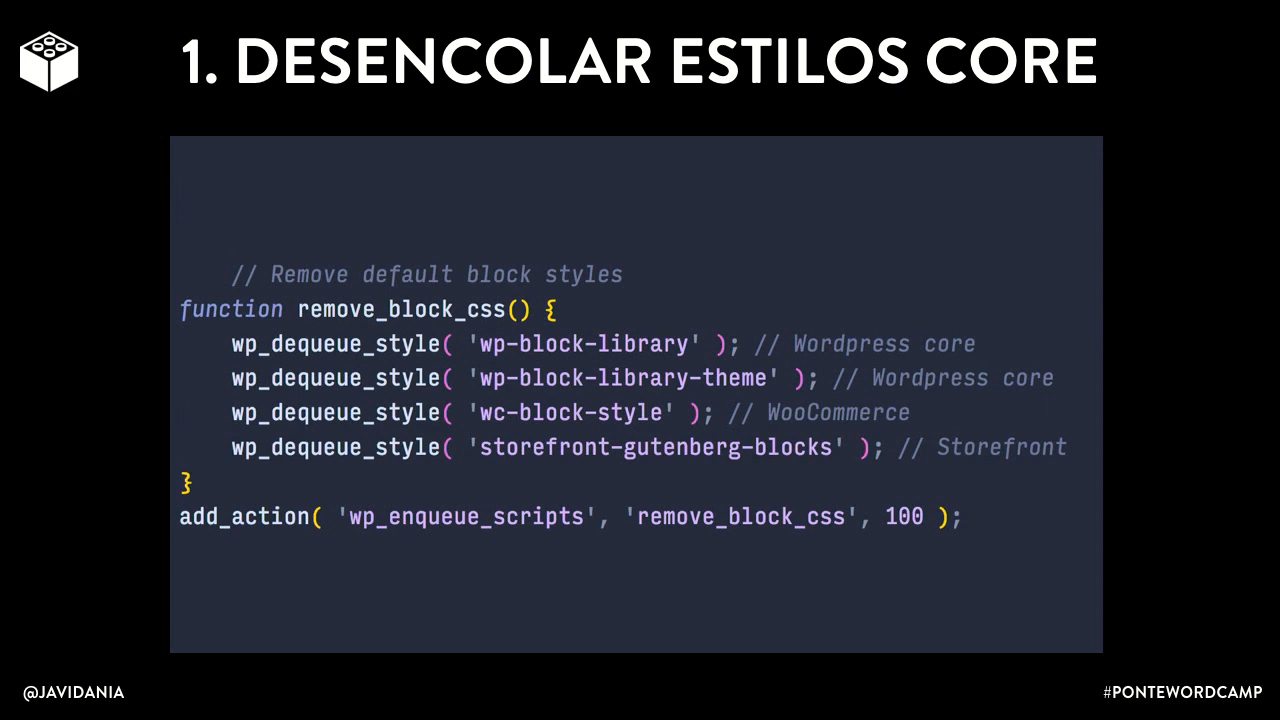 1. DESENCOLAR ESTILOS CORE
// Remove default block styles
function remove_block_css() {
wp_dequeue_style( 'wp-block-library' ); // Wordpress core
wp_dequeue_style( 'wp-block-library-theme' ); // Wordpress core
wp_dequeue_style( 'wc-block-style' ); // WooCommerce
wp_dequeue_style( 'storefront-gutenberg-blocks' ); // Storefront
}
add_action( 'wp_enqueue_scripts', 'remove_block_css', 100 );
@JAVIDANIA
#PONTEWORDCAMP